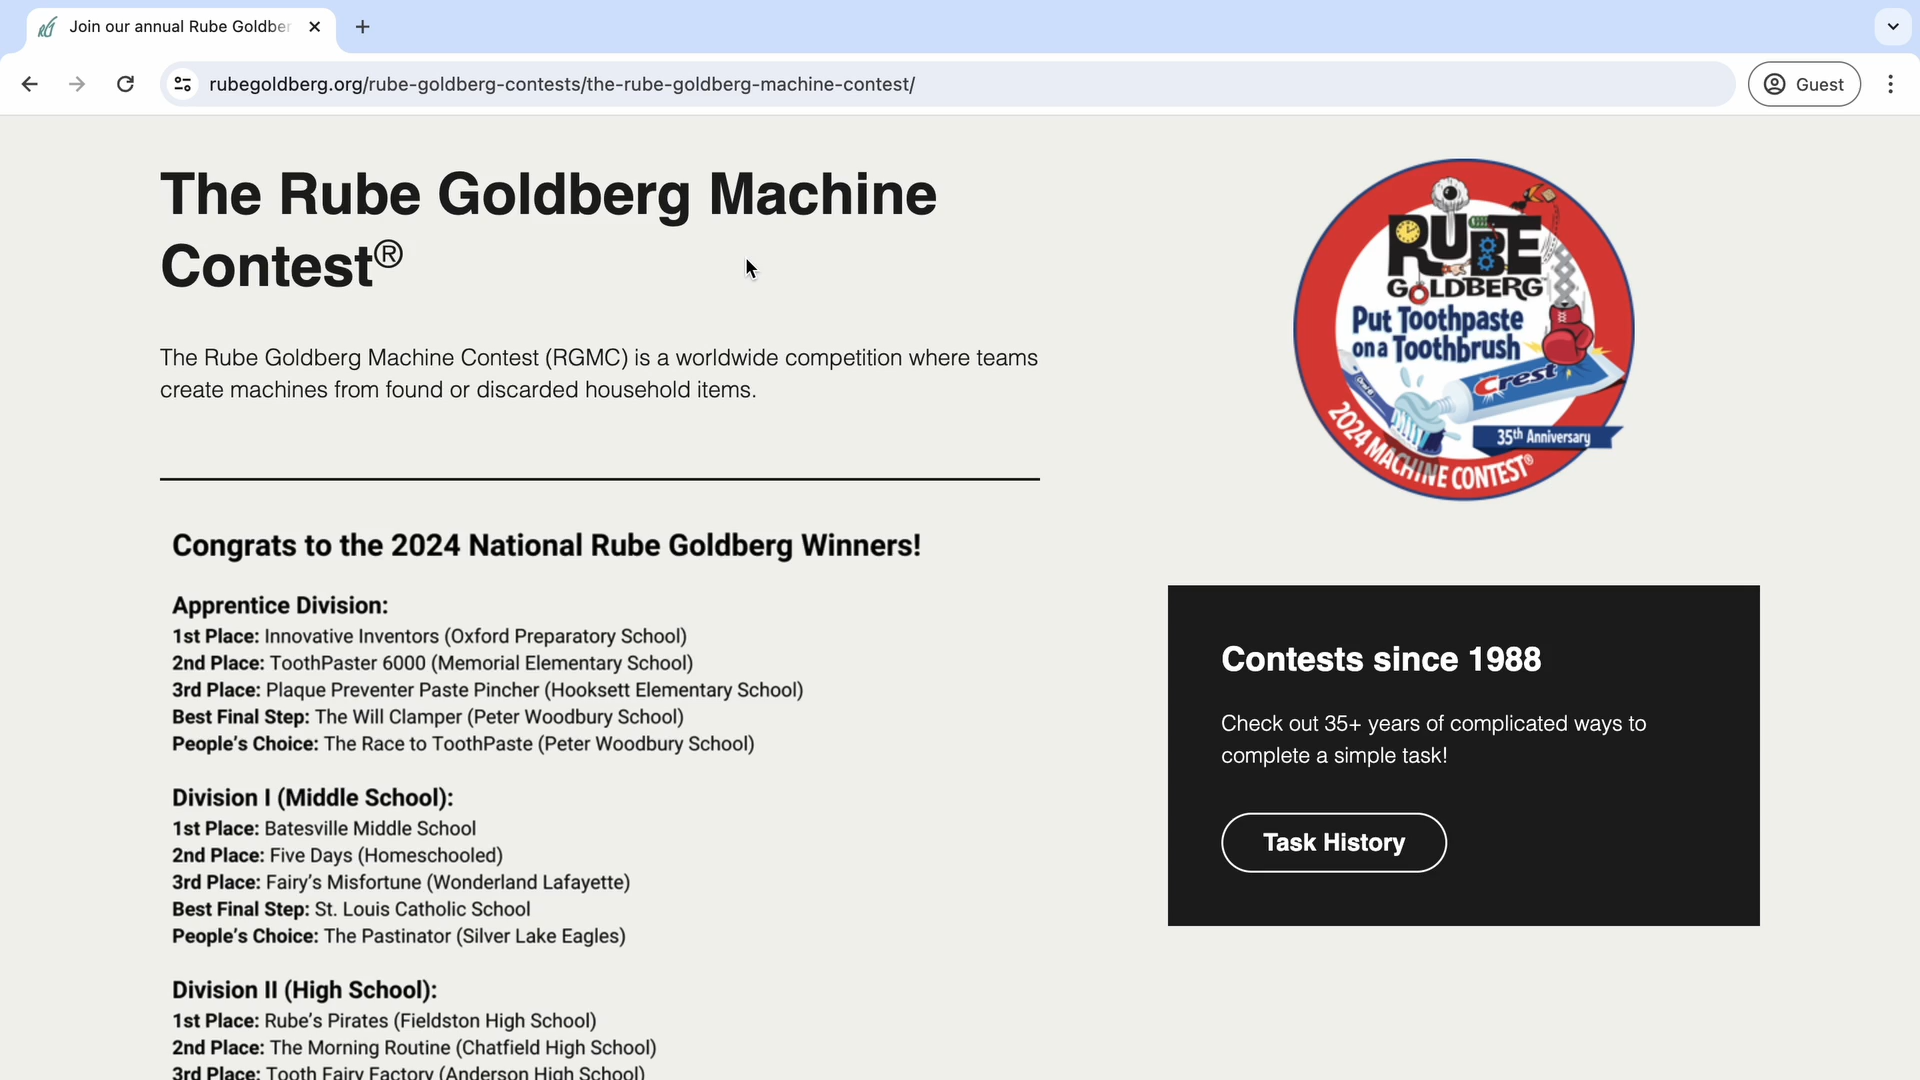 Join our annual Rube Goldber
rubegoldberg.org/rube-goldberg-contests/the-rube-goldberg-machine-contest/
Guest
The Rube Goldberg Machine
Contest®
The Rube Goldberg Machine Contest (RGMC) is a worldwide competition where teams
create machines from found or discarded household items.
RUBE
GOLDBERG
Put Toothpaste
on a Toothbrush
Crest
35th Anniversary
2024 MACHINE CONTEST®
Congrats to the 2024 National Rube Goldberg Winners!
Apprentice Division:
1st Place: Innovative Inventors (Oxford Preparatory School)
2nd Place: ToothPaster 6000 (Memorial Elementary School)
3rd Place: Plaque Preventer Paste Pincher (Hooksett Elementary School)
Best Final Step: The Will Clamper (Peter Woodbury School)
People’s Choice: The Race to ToothPaste (Peter Woodbury School)
Division I (Middle School):
1st Place: Batesville Middle School
2nd Place: Five Days (Homeschooled)
3rd Place: Fairy’s Misfortune (Wonderland Lafayette)
Best Final Step: St. Louis Catholic School
People’s Choice: The Pastinator (Silver Lake Eagles)
Division II (High School):
1st Place: Rube’s Pirates (Fieldston High School)
2nd Place: The Morning Routine (Chatfield High School)
3rd Place: Tooth Fairy Factory (Anderson High School)
Contests since 1988
Check out 35+ years of complicated ways to
complete a simple task!
Task History